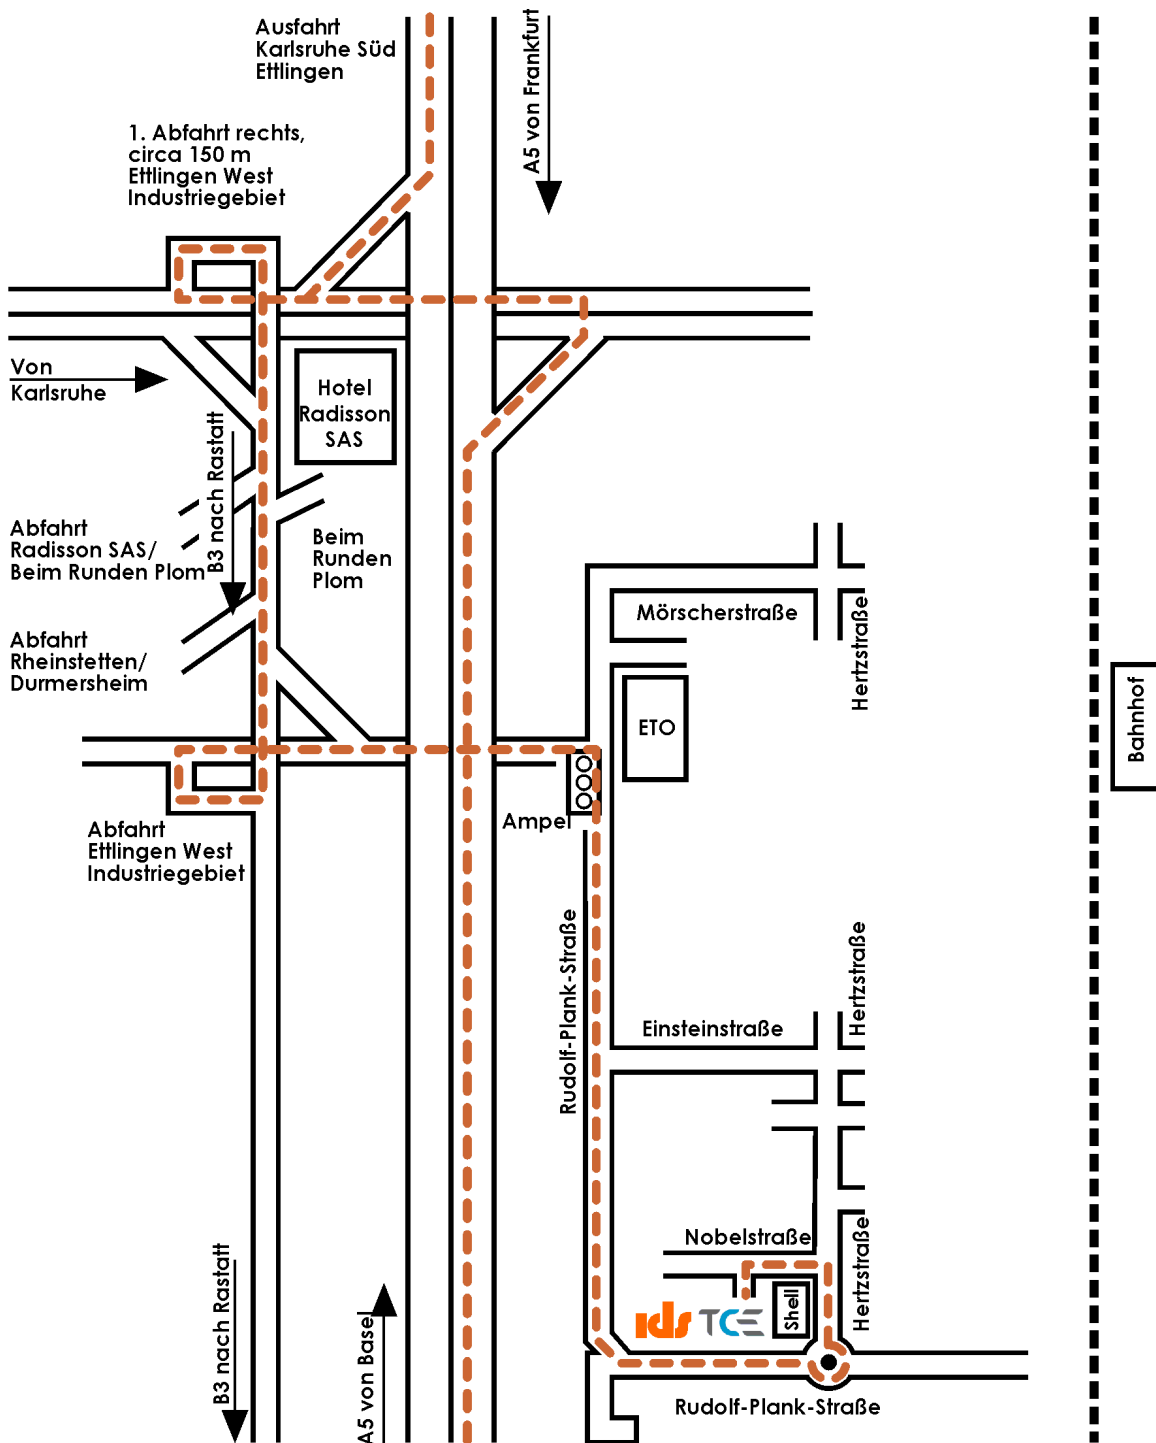 Ausfahrt
Karlsruhe Süd
Ettlingen
A5 von Frankfurt
1. Abfahrt rechts,
circa 150 m
Ettlingen West
Industriegebiet
Von
Karlsruhe
Hotel
Radisson
SAS
B3 nach Rastatt
Abfahrt
Radisson SAS/
Beim Runden Plom
Beim
Runden
Plom
Abfahrt
Rheinstetten/
Durmersheim
Mörscherstraße
Hertzstraße
ETO
Bahnhof
Ampel
Abfahrt
Ettlingen West
Industriegebiet
Rudolf-Plank-Straße
Hertzstraße
Einsteinstraße
Nobelstraße
Hertzstraße
Shell
rds TCE
B3 nach Rastatt
A5 von Basel
Rudolf-Plank-Straße